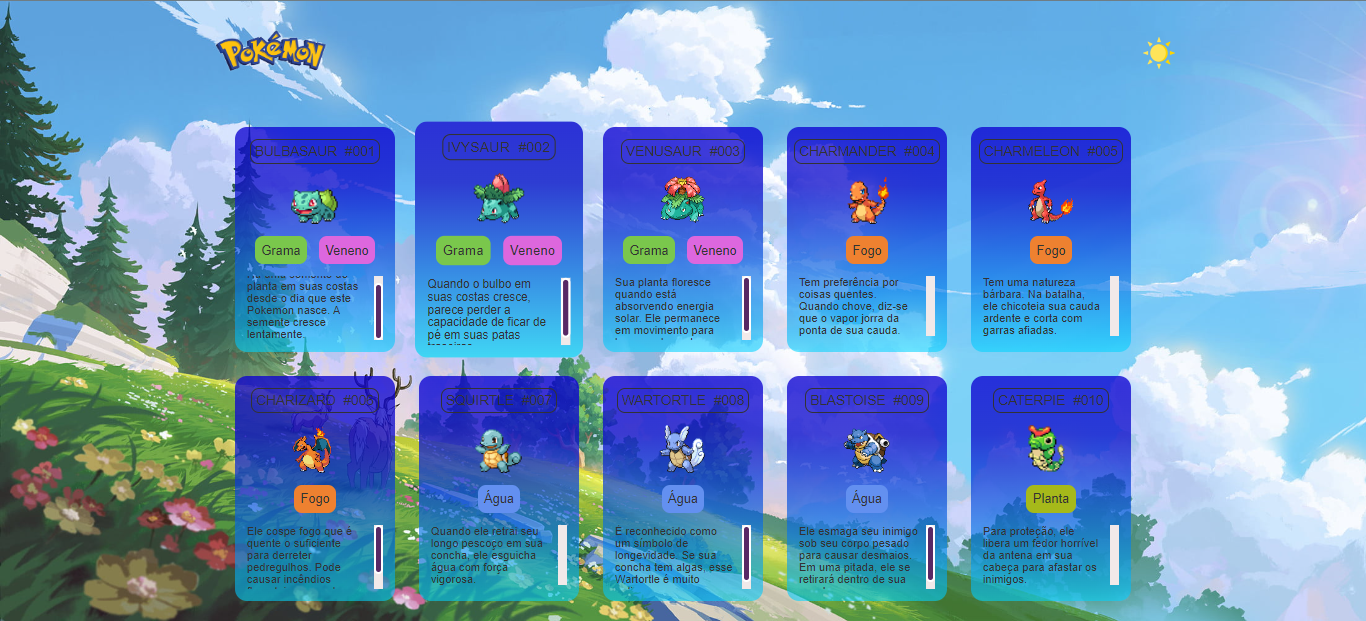 POKÉMON
BULBASAUR #001
IVYSAUR #002
VENUSAUR #003
CHARMANDER #004
CHARMELEON #005
Grama Veneno
Grama Veneno
Grama Veneno
Fogo
Fogo
planta em suas costas
desde o dia que este
Pokemon nasce. A
semente cresce
lentamente.
Quando o bulbo em
suas costas cresce,
parece perder a
capacidade de ficar de
pé em suas patas
Sua planta floresce
quando está
absorvendo energia
solar. Ele permanece
em movimento para
Tem preferência por
coisas quentes.
Quando chove, diz-se
que o vapor jorra da
ponta de sua cauda.
Tem uma natureza
bárbara. Na batalha,
ele chicoteia sua cauda
ardente e corta com
garras afiadas.
CHARIZARD #006
SQUIRTLE #007
WARTORTLE #008
BLASTOISE #009
CATERPIE #010
Fogo
Água
Água
Água
Planta
Ele cospe fogo que é
quente o suficiente
para derreter
pedregulhos. Pode
causar incêndios
Quando ele retrai seu
longo pescoço em sua
concha, ele esguicha
água com força
vigorosa.
É reconhecido como
um símbolo de
longevidade. Se sua
concha tem algas, esse
Wartortle é muito
Ele esmaga seu inimigo
sob seu corpo pesado
para causar desmaios.
Em uma pitada, ele se
retirará dentro de sua
Para proteção, ele
libera um fedor horrível
da antena em sua
cabeça para afastar os
inimigos.